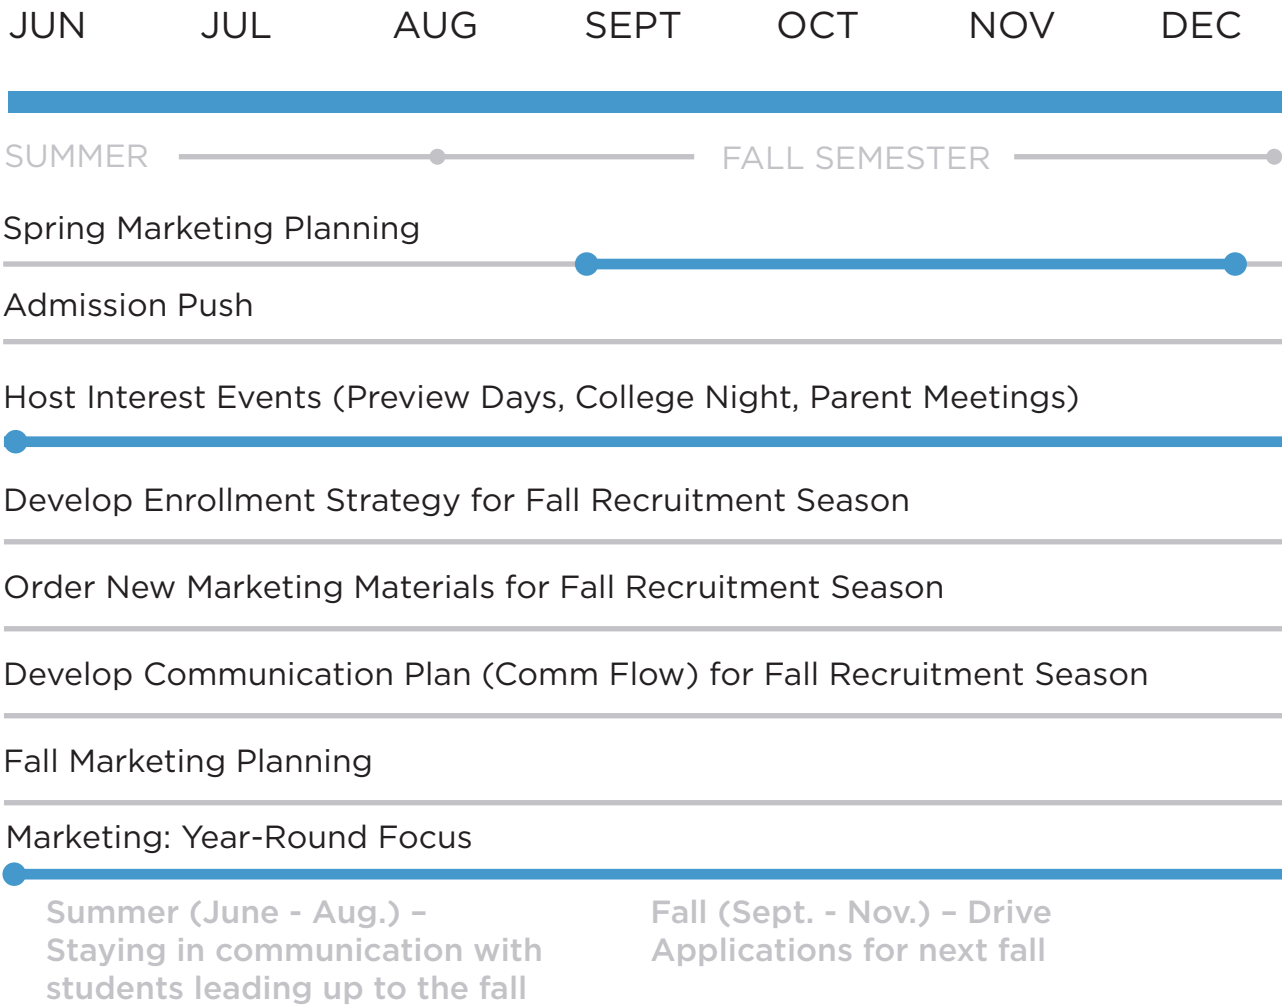 JUN JUL AUG SEPT OCT NOV DEC
SUMMER FALL SEMESTER
Spring Marketing Planning
Admission Push
Host Interest Events (Preview Days, College Night, Parent Meetings)
Develop Enrollment Strategy for Fall Recruitment Season
Order New Marketing Materials for Fall Recruitment Season
Develop Communication Plan (Comm Flow) for Fall Recruitment Season
Fall Marketing Planning
Marketing: Year-Round Focus
Summer (June - Aug.) –
Staying in communication with
students leading up to the fall
Fall (Sept. - Nov.) – Drive
Applications for next fall